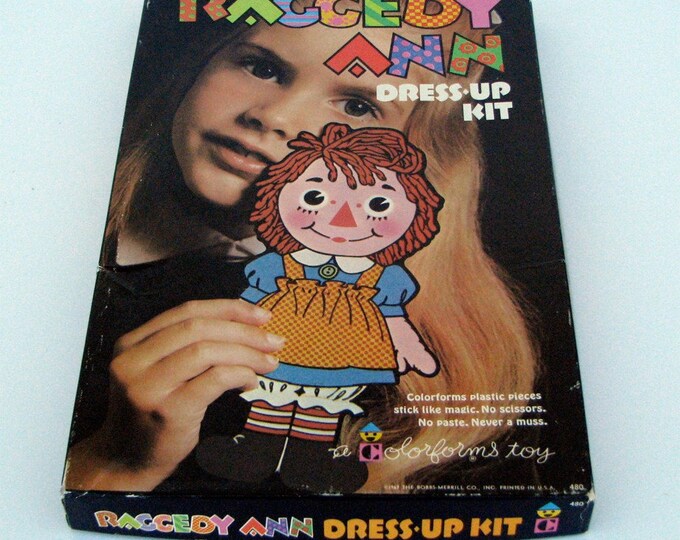 RAGGEDY
ANN
DRESS-UP
KIT
Colorforms plastic pieces
stick like magic. No scissors.
No paste. Never a muss.
a Colorforms toy
THE BOBBS-MERRILL CO., INC. PRINTED IN U.S.A.
480
RAGGEDY ANN DRESS-UP KIT
480
C